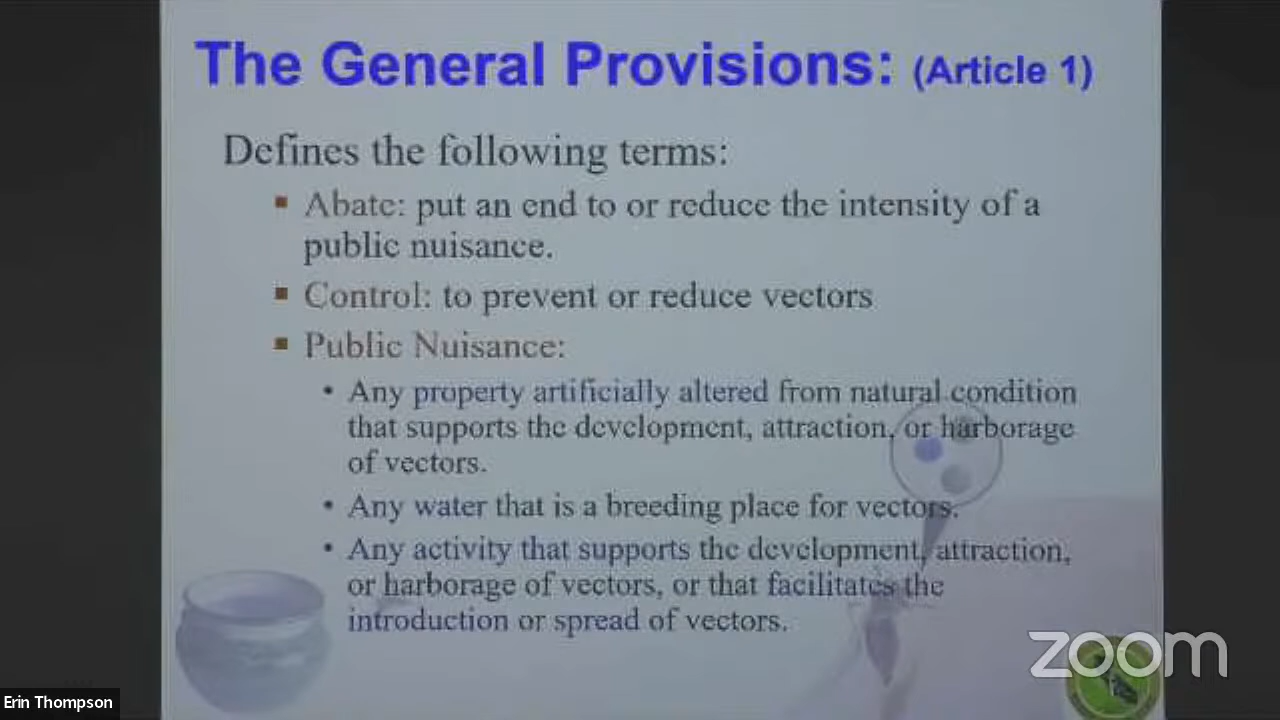 The General Provisions: (Article 1)
Defines the following terms:
▪ Abate: put an end to or reduce the intensity of a
public nuisance.
▪ Control: to prevent or reduce vectors
▪ Public Nuisance:
• Any property artificially altered from natural condition
that supports the development, attraction, or harborage
of vectors.
• Any water that is a breeding place for vectors.
• Any activity that supports the development, attraction,
or harborage of vectors, or that facilitates the
introduction or spread of vectors.
zoom
Erin Thompson